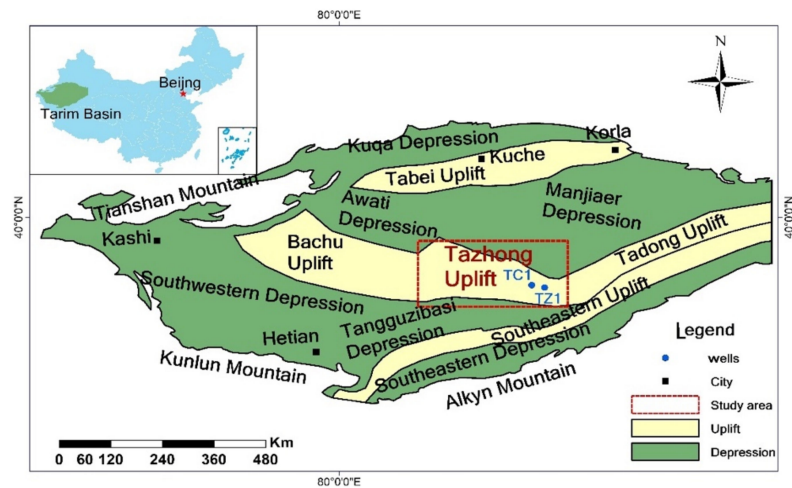 80°0'0"E
N
Beijng
Tarim Basin
Korla
Kuqa Depression
Kuche
Tabei Uplift
Tianshan Mountain
Awati
Depression
Manjiaer
Depression
40°0'0"N
40°0'0"N
Kashi
Bachu
Uplift
Tazhong
Uplift
Tadong Uplift
TC1
TZ1
Southwestern Depression
Tangguzibasi
Depression
Southeastern Uplift
Hetian
Southeastern Depression
Kunlun Mountain
Alkyn Mountain
Legend
wells
City
Study area
Uplift
Depression
Km
0 60 120 240 360 480
80°0'0"E